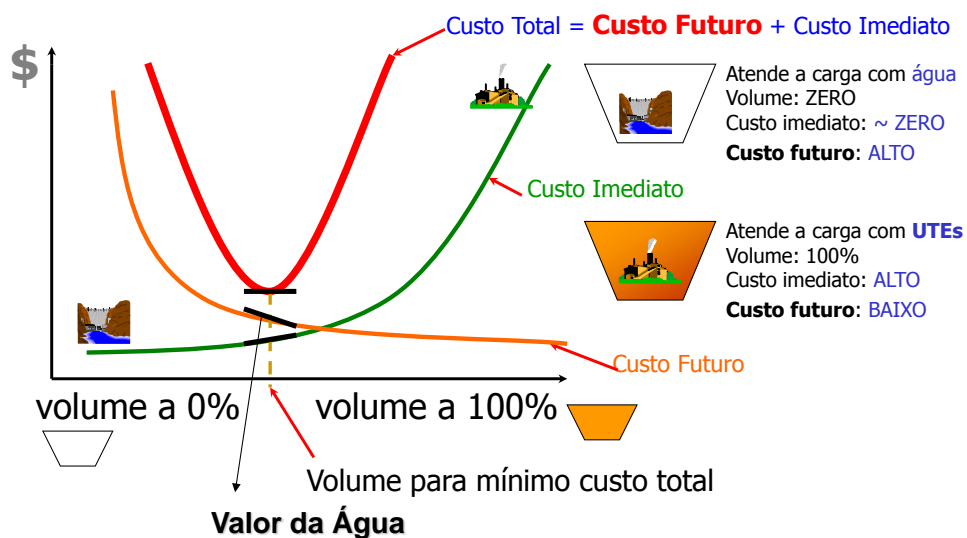 Custo Total = Custo Futuro + Custo Imediato
$
Atende a carga com água
Volume: ZERO
Custo imediato: ~ ZERO
Custo futuro: ALTO
Custo Imediato
Atende a carga com UTEs
Volume: 100%
Custo imediato: ALTO
Custo futuro: BAIXO
Custo Futuro
volume a 0%
volume a 100%
Volume para mínimo custo total
Valor da Água